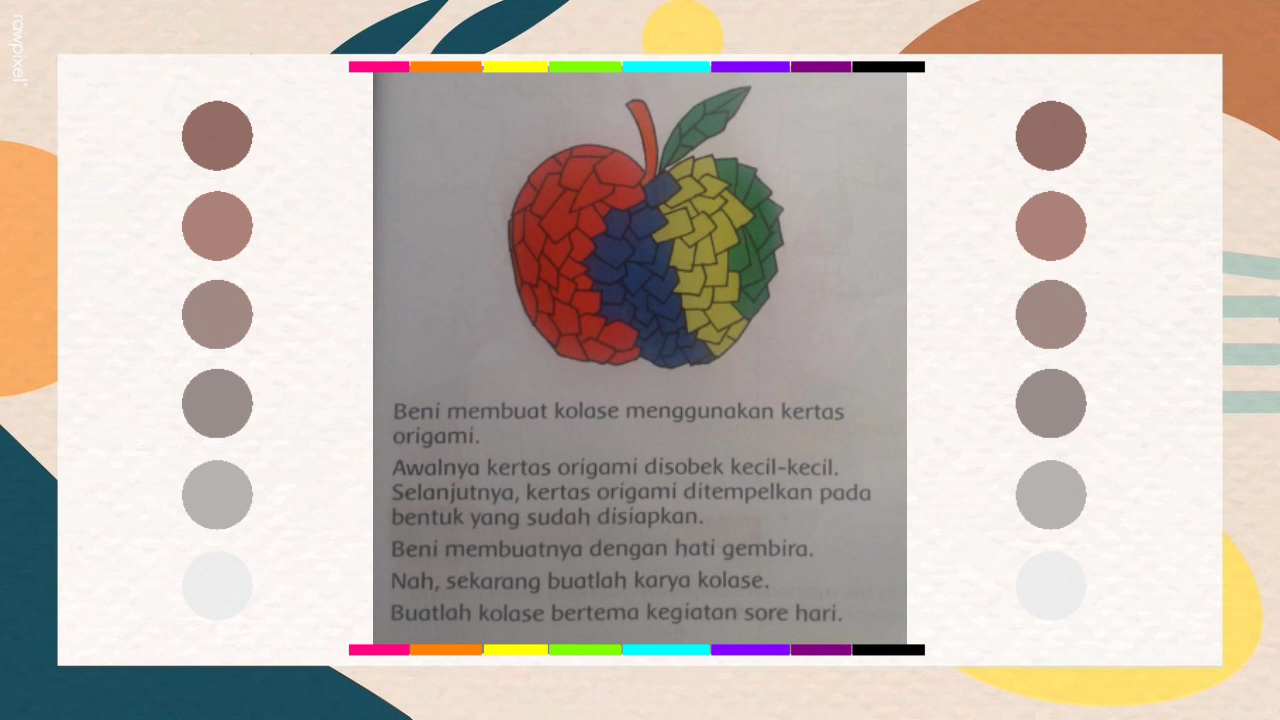 rawpixel
Beni membuat kolase menggunakan kertas
origami.
Awalnya kertas origami disobek kecil-kecil.
Selanjutnya, kertas origami ditempelkan pada
bentuk yang sudah disiapkan.
Beni membuatnya dengan hati gembira.
Nah, sekarang buatlah karya kolase.
Buatlah kolase bertema kegiatan sore hari.